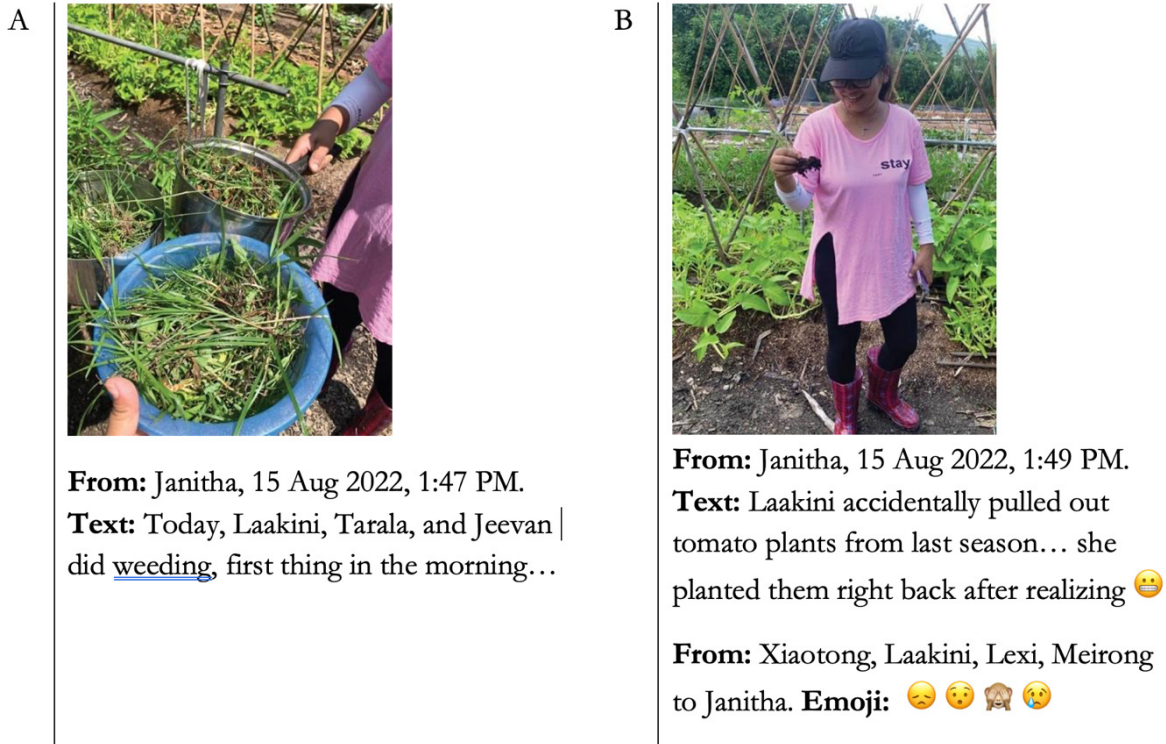 A
From: Janitha, 15 Aug 2022, 1:47 PM.
Text: Today, Laakini, Tarala, and Jeevan
did weeding, first thing in the morning…
B
stay
From: Janitha, 15 Aug 2022, 1:49 PM.
Text: Laakini accidentally pulled out
tomato plants from last season… she
planted them right back after realizing 😬
From: Xiaotong, Laakini, Lexi, Meirong
to Janitha. Emoji: 😞 😯 🙈 😢